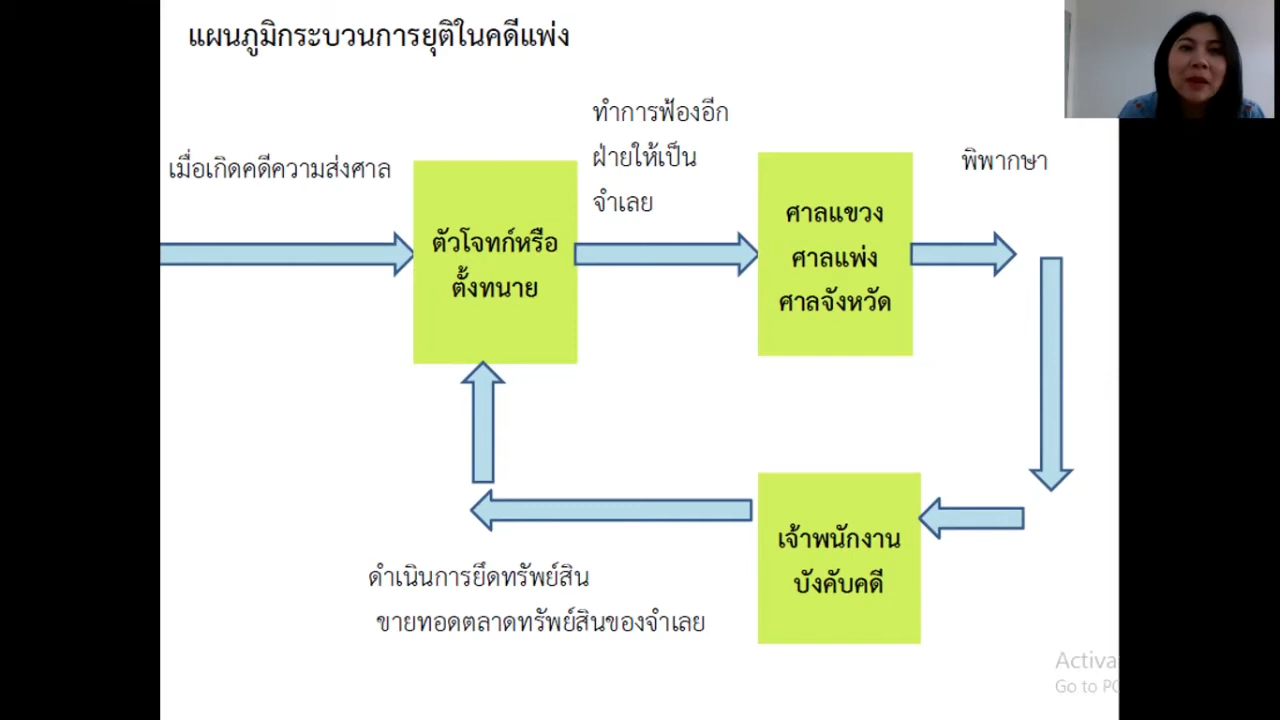 แผนภูมิกระบวนการยุติในคดีแพ่ง
เมื่อเกิดคดีความส่งศาล
ตัวโจทก์หรือ
ตั้งทนาย
ทำการฟ้องอีก
ฝ่ายให้เป็น
จำเลย
ศาลแขวง
ศาลแพ่ง
ศาลจังหวัด
พิพากษา
เจ้าพนักงาน
บังคับคดี
ดำเนินการยึดทรัพย์สิน
ขายทอดตลาดทรัพย์สินของจำเลย
Activa
Go to PC